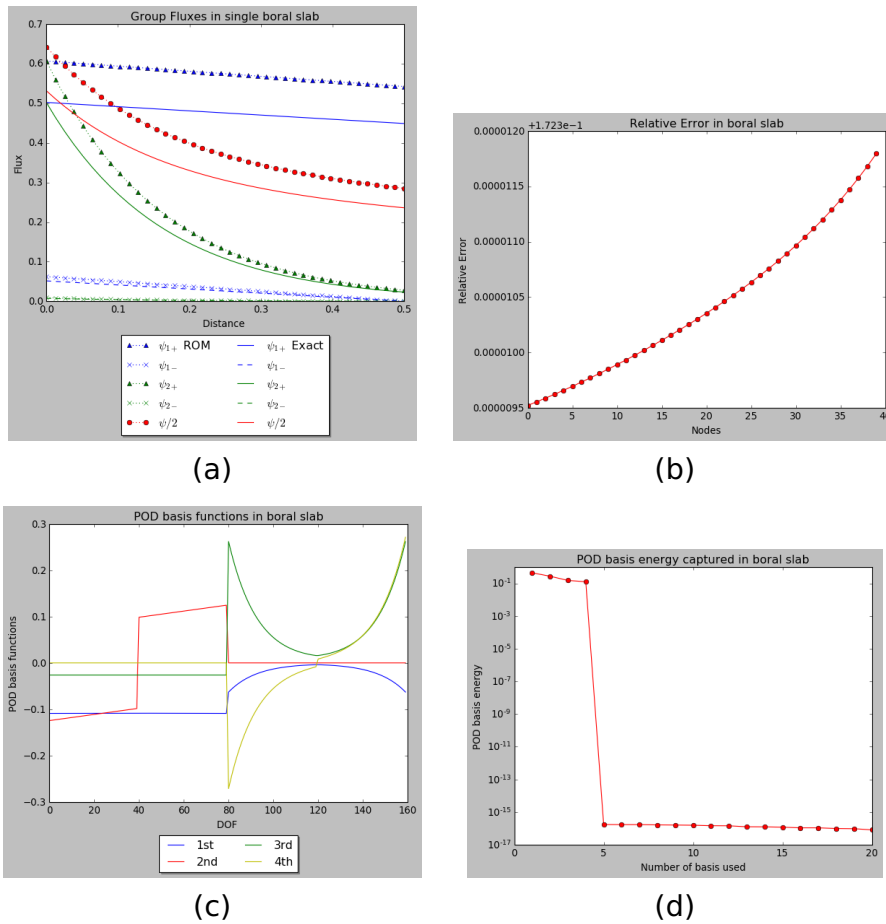 Group Fluxes in single boral slab
0.7
0.6
0.5
0.4
0.3
0.2
0.1
0.0
Flux
0.0 0.1 0.2 0.3 0.4 0.5
Distance
ψ1+ ROM ψ1+ Exact
ψ1− ψ1−
ψ2+ ψ2+
ψ2− ψ2−
ψ/2 ψ/2
(a)
+1.723e−1
Relative Error in boral slab
0.0000120
0.0000115
0.0000110
0.0000105
0.0000100
0.0000095
Relative Error
0 5 10 15 20 25 30 35 40
Nodes
(b)
POD basis functions in boral slab
0.3
0.2
0.1
0.0
−0.1
−0.2
−0.3
POD basis functions
0 20 40 60 80 100 120 140 160
DOF
1st 3rd
2nd 4th
(c)
POD basis energy captured in boral slab
10^-1
10^-3
10^-5
10^-7
10^-9
10^-11
10^-13
10^-15
10^-17
POD basis energy
0 5 10 15 20
Number of basis used
(d)